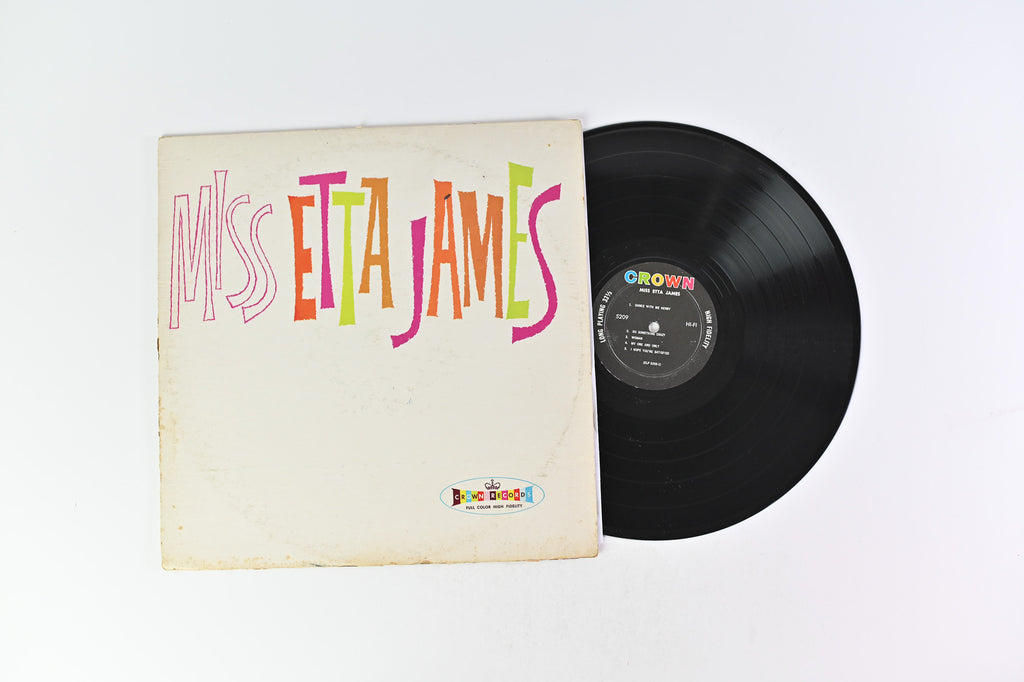 MISS ETTA JAMES
CROWN RECORDS
FULL COLOR HIGH FIDELITY
CROWN
MISS ETTA JAMES
1. DANCE WITH ME HENRY
LONG PLAYING 33⅓
5209
HI-FI
HIGH FIDELITY
2. DO SOMETHING CRAZY
3. WOMAN
4. MY ONE AND ONLY
5. I HOPE YOU'RE SATISFIED